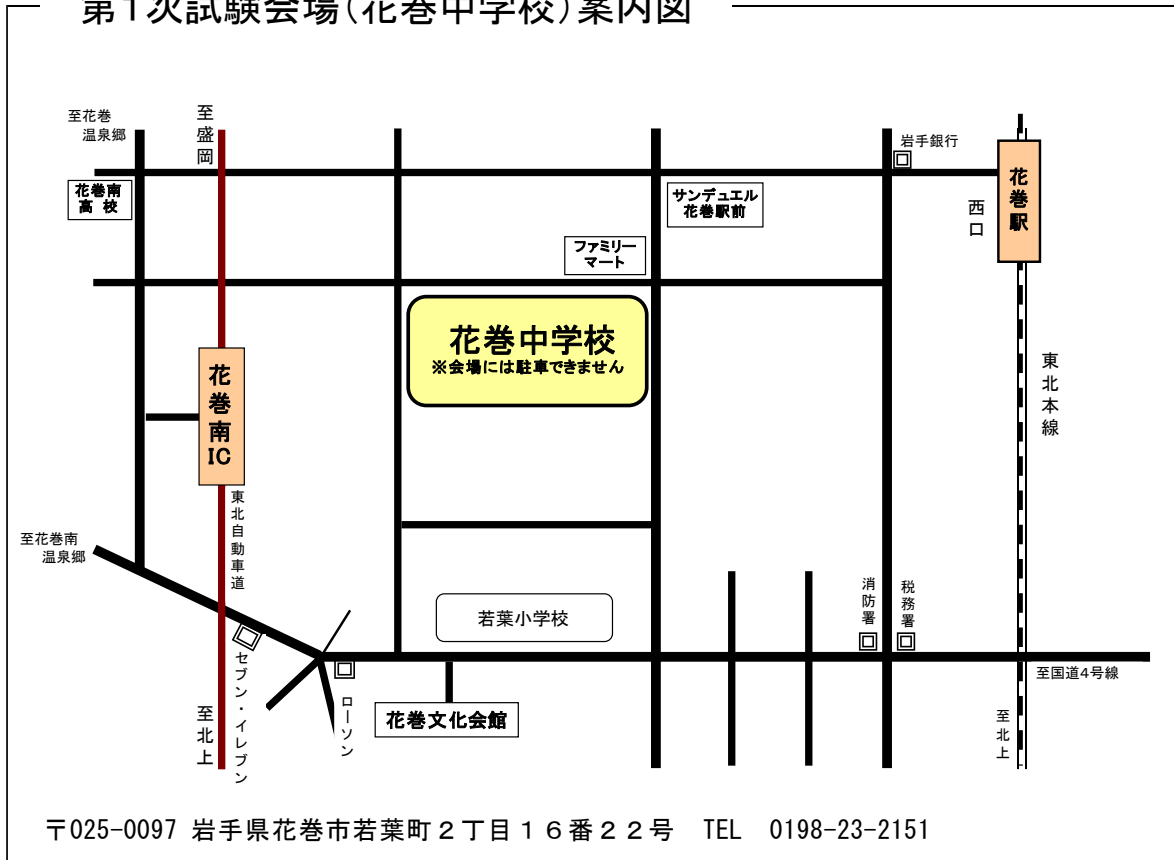 第1次試験会場(花巻中学校)案内図
至花巻
温泉郷
至盛岡
岩手銀行
花巻南
高校
サンデュエル
花巻駅前
花巻駅
西口
ファミリー
マート
花巻中学校
※会場には駐車できません
花巻南IC
東北本線
東北自動車道
至花巻南
温泉郷
若葉小学校
消防署
税務署
セブン・イレブン
ローソン
花巻文化会館
至国道4号線
至北上
至北上
〒025-0097 岩手県花巻市若葉町2丁目16番22号 TEL 0198-23-2151